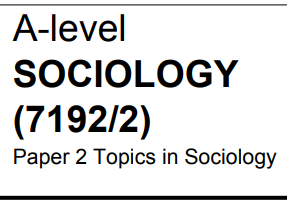 A-level
SOCIOLOGY
(7192/2)
Paper 2 Topics in Sociology